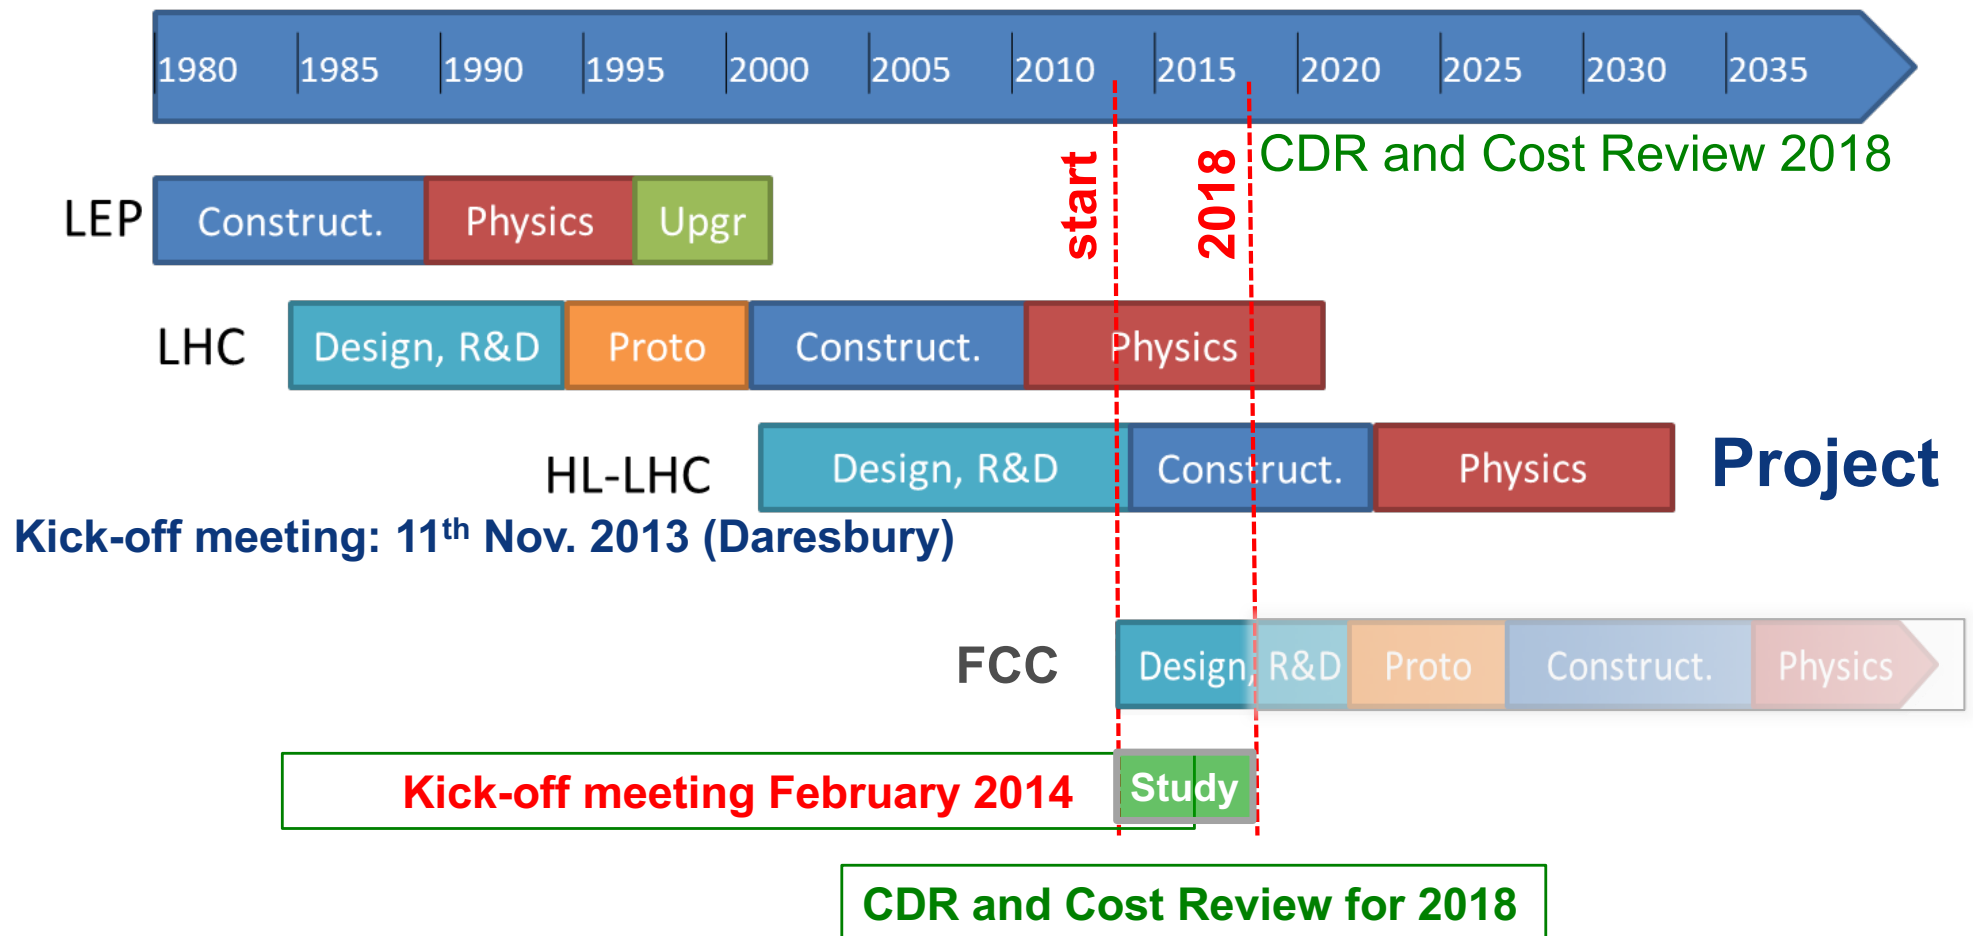 1980 1985 1990 1995 2000 2005 2010 2015 2020 2025 2030 2035
CDR and Cost Review 2018
start
2018
LEP Construct. Physics Upgr
LHC Design, R&D Proto Construct. Physics
HL-LHC Design, R&D Construct. Physics Project
Kick-off meeting: 11th Nov. 2013 (Daresbury)
FCC Design, R&D Proto Construct. Physics
Kick-off meeting February 2014 Study
CDR and Cost Review for 2018